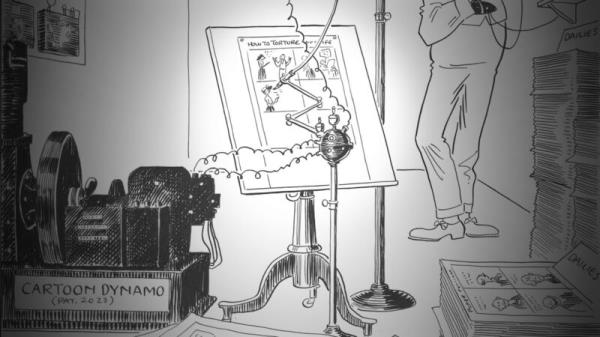 HOW TO TORTURE
DAILIES
DAILIES
CARTOON DYNAMO
(PAT. 2023)